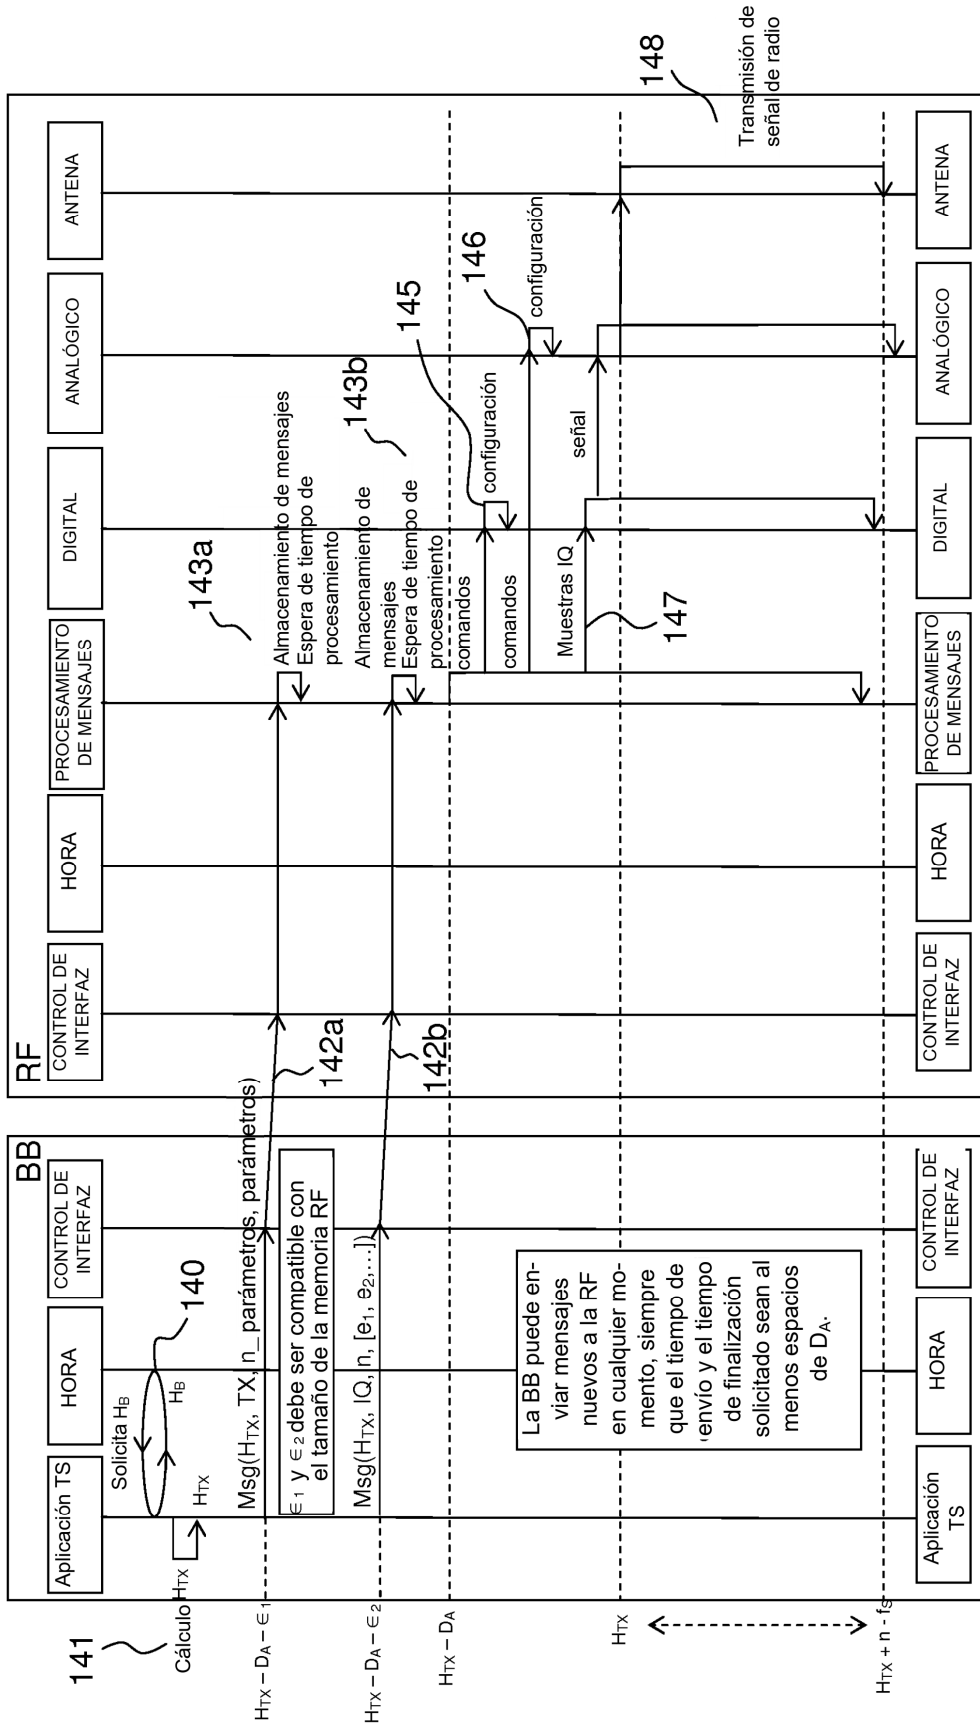 BB
RF
Aplicación TS
HORA
CONTROL DE
INTERFAZ
CONTROL DE
INTERFAZ
HORA
PROCESAMIENTO
DE MENSAJES
DIGITAL
ANALÓGICO
ANTENA
Solicita HB
HB
140
141
Cálculo HTX
HTX
HTX – DA – ∈1
Msg(HTX, TX, n_ parámetros, parámetros)
142a
143a
Almacenamiento de mensajes
Espera de tiempo de
procesamiento
∈1 y ∈2 debe ser compatible con
el tamaño de la memoria RF
HTX – DA – ∈2
Msg(HTX, IQ, n, [e1, e2,...])
142b
143b
Almacenamiento de
mensajes
Espera de tiempo de
procesamiento
HTX – DA
comandos
145
configuración
comandos
146
configuración
Muestras IQ
147
señal
La BB puede en-
viar mensajes
nuevos a la RF
en cualquier mo-
mento, siempre
que el tiempo de
envío y el tiempo
de finalización
solicitado sean al
menos espacios
de DA.
HTX
148
Transmisión de
señal de radio
HTX + n - fS
Aplicación
TS
HORA
CONTROL DE
INTERFAZ
CONTROL DE
INTERFAZ
HORA
PROCESAMIENTO
DE MENSAJES
DIGITAL
ANALÓGICO
ANTENA